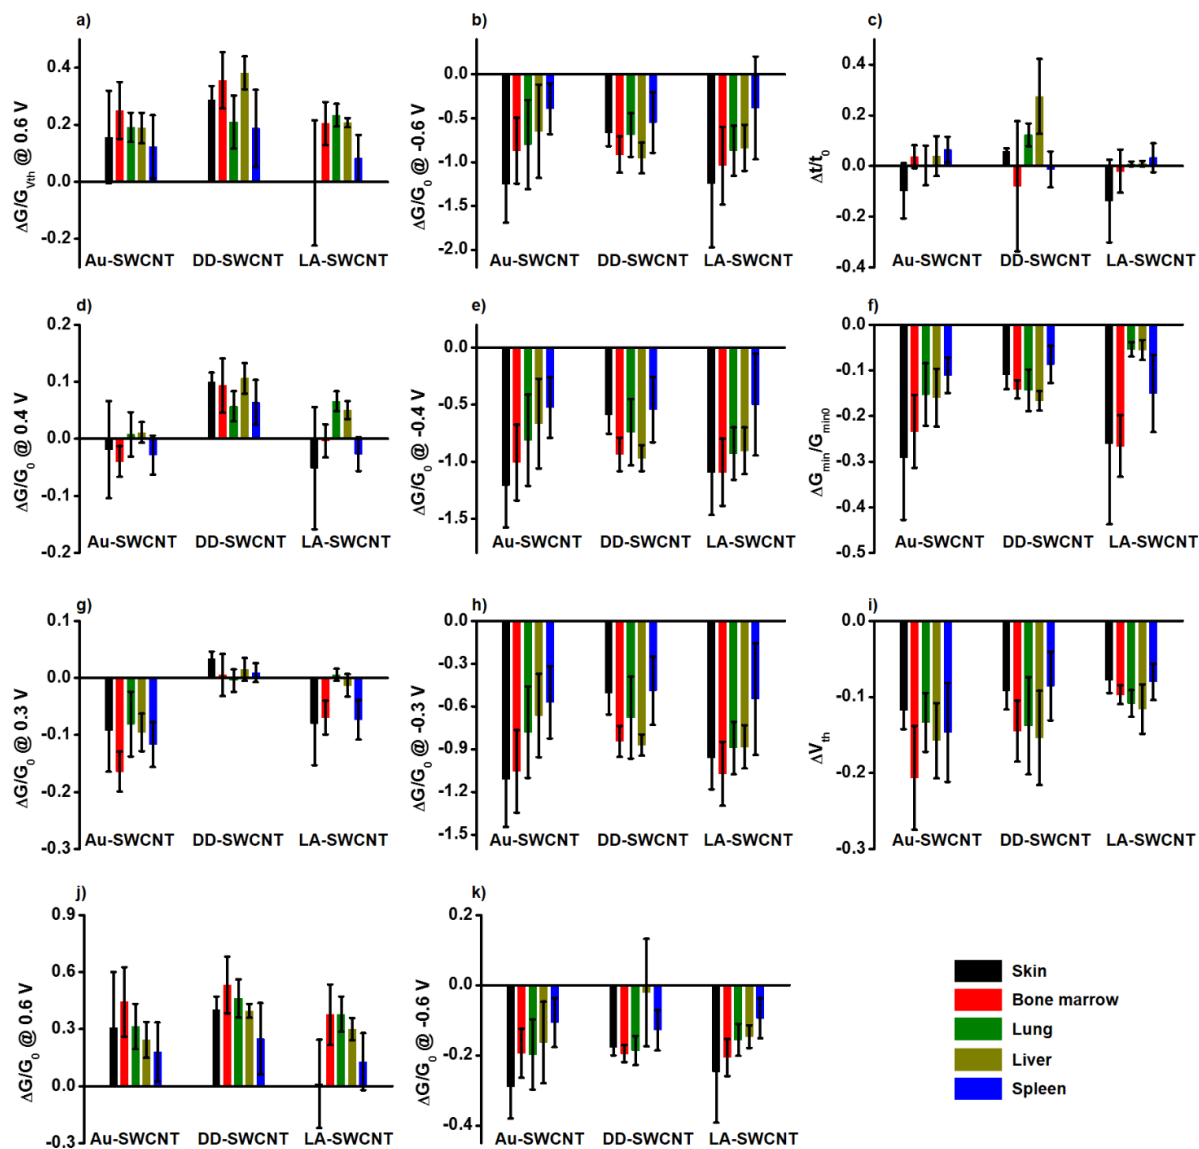 a)
ΔG/G_Vth @ 0.6 V
0.4
0.2
0.0
-0.2
Au-SWCNT DD-SWCNT LA-SWCNT
b)
ΔG/G_0 @ -0.6 V
0.0
-0.5
-1.0
-1.5
-2.0
Au-SWCNT DD-SWCNT LA-SWCNT
c)
Δt/t_0
0.4
0.2
0.0
-0.2
-0.4
Au-SWCNT DD-SWCNT LA-SWCNT
d)
ΔG/G_0 @ 0.4 V
0.2
0.1
0.0
-0.1
-0.2
Au-SWCNT DD-SWCNT LA-SWCNT
e)
ΔG/G_0 @ -0.4 V
0.0
-0.5
-1.0
-1.5
Au-SWCNT DD-SWCNT LA-SWCNT
f)
ΔG_min/G_min0
0.0
-0.1
-0.2
-0.3
-0.4
-0.5
Au-SWCNT DD-SWCNT LA-SWCNT
g)
ΔG/G_0 @ 0.3 V
0.1
0.0
-0.1
-0.2
-0.3
Au-SWCNT DD-SWCNT LA-SWCNT
h)
ΔG/G_0 @ -0.3 V
0.0
-0.3
-0.6
-0.9
-1.2
-1.5
Au-SWCNT DD-SWCNT LA-SWCNT
i)
ΔV_th
0.0
-0.1
-0.2
-0.3
Au-SWCNT DD-SWCNT LA-SWCNT
j)
ΔG/G_0 @ 0.6 V
0.9
0.6
0.3
0.0
-0.3
Au-SWCNT DD-SWCNT LA-SWCNT
k)
ΔG/G_0 @ -0.6 V
0.2
0.0
-0.2
-0.4
Au-SWCNT DD-SWCNT LA-SWCNT
Skin
Bone marrow
Lung
Liver
Spleen